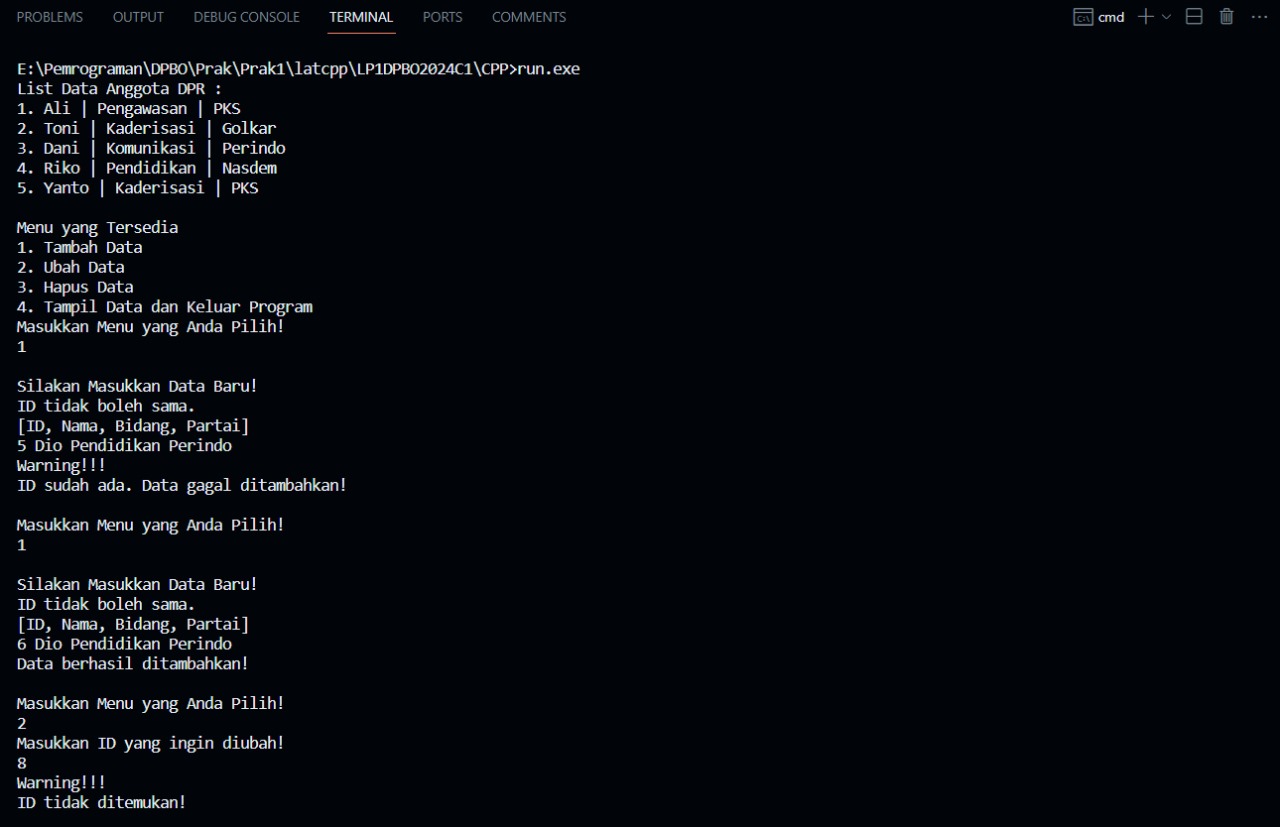 PROBLEMS OUTPUT DEBUG CONSOLE TERMINAL PORTS COMMENTS cmd
E:\Pemrograman\DPBO\Prak\Prak1\latcpp\LP1DPBO2024C1\CPP>run.exe
List Data Anggota DPR :
1. Ali | Pengawasan | PKS
2. Toni | Kaderisasi | Golkar
3. Dani | Komunikasi | Perindo
4. Riko | Pendidikan | Nasdem
5. Yanto | Kaderisasi | PKS
Menu yang Tersedia
1. Tambah Data
2. Ubah Data
3. Hapus Data
4. Tampil Data dan Keluar Program
Masukkan Menu yang Anda Pilih!
1
Silakan Masukkan Data Baru!
ID tidak boleh sama.
[ID, Nama, Bidang, Partai]
5 Dio Pendidikan Perindo
Warning!!!
ID sudah ada. Data gagal ditambahkan!
Masukkan Menu yang Anda Pilih!
1
Silakan Masukkan Data Baru!
ID tidak boleh sama.
[ID, Nama, Bidang, Partai]
6 Dio Pendidikan Perindo
Data berhasil ditambahkan!
Masukkan Menu yang Anda Pilih!
2
Masukkan ID yang ingin diubah!
8
Warning!!!
ID tidak ditemukan!